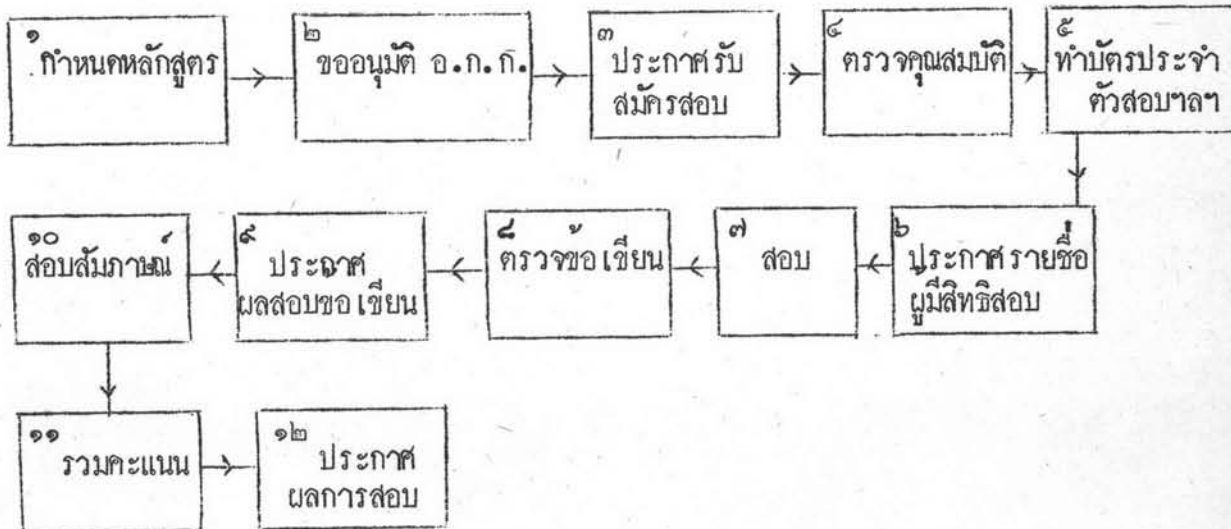 ๑
กำหนดหลักสูตร
๒
ขออนุมัติ อ.ก.ก.
๓
ประกาศรับ
สมัครสอบ
๔
ตรวจคุณสมบัติ
๕
ทำบัตรประจำ
ตัวสอบฯลฯ
๖
ประกาศรายชื่อ
ผู้มีสิทธิสอบ
๗
สอบ
๘
ตรวจข้อเขียน
๙
ประกาศ
ผลสอบขอเขียน
๑๐
สอบสัมภาษณ์
๑๑
รวมคะแนน
๑๒
ประกาศ
ผลการสอบ